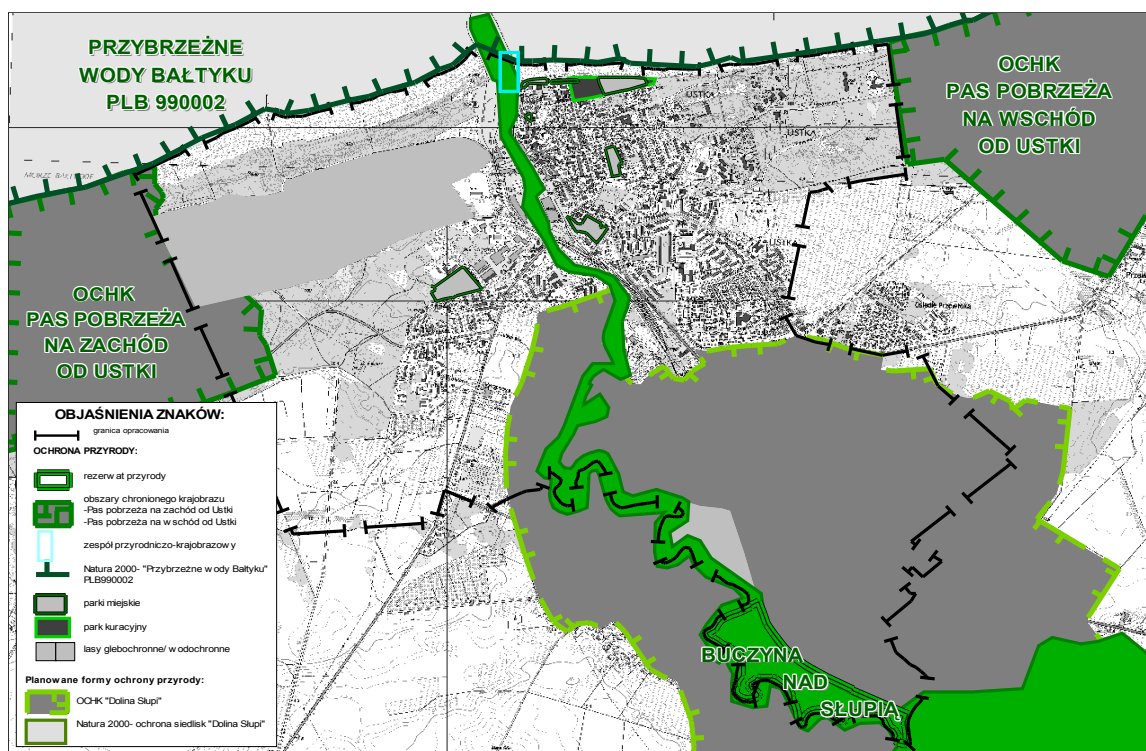 PRZYBRZEŻNE
WODY BAŁTYKU
PLB 990002
OCHK
PAS POBRZEŻA
NA WSCHÓD
OD USTKI
USTKA
USTKA
USTKA
Osiedle Przewłoka
OCHK
PAS POBRZEŻA
NA ZACHÓD
OD USTKI
BUCZYNA
NAD
SŁUPIĄ
OBJAŚNIENIA ZNAKÓW:
granica opracowania
OCHRONA PRZYRODY:
rezerwat przyrody
obszary chronionego krajobrazu
-Pas pobrzeża na zachód od Ustki
-Pas pobrzeża na wschód od Ustki
zespół przyrodniczo-krajobrazowy
Natura 2000- "Przybrzeżne wody Bałtyku"
PLB990002
parki miejskie
park kuracyjny
lasy glebochronne/ wodochronne
Planowane formy ochrony przyrody:
OCHK "Dolina Słupi"
Natura 2000- ochrona siedlisk "Dolina Słupi"